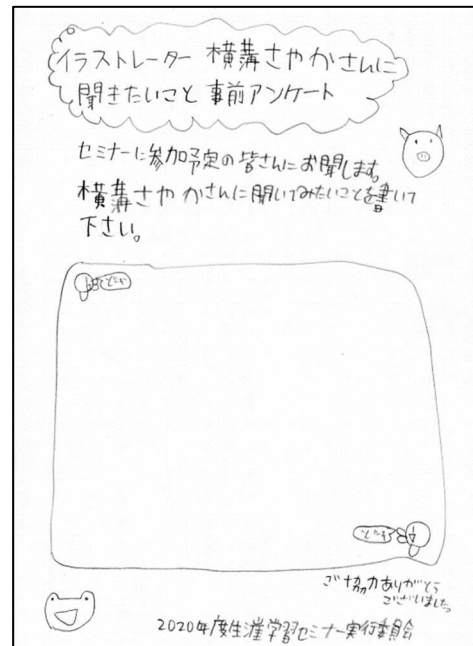 イラストレーター 横溝さやかさんに
聞きたいこと 事前アンケート
セミナーに参加予定の皆さんにお聞します。
横溝さやかさんに聞いてみたいことを書いて
下さい。
ご協力ありがとう
ございました。
2020年度生涯学習セミナー実行委員会